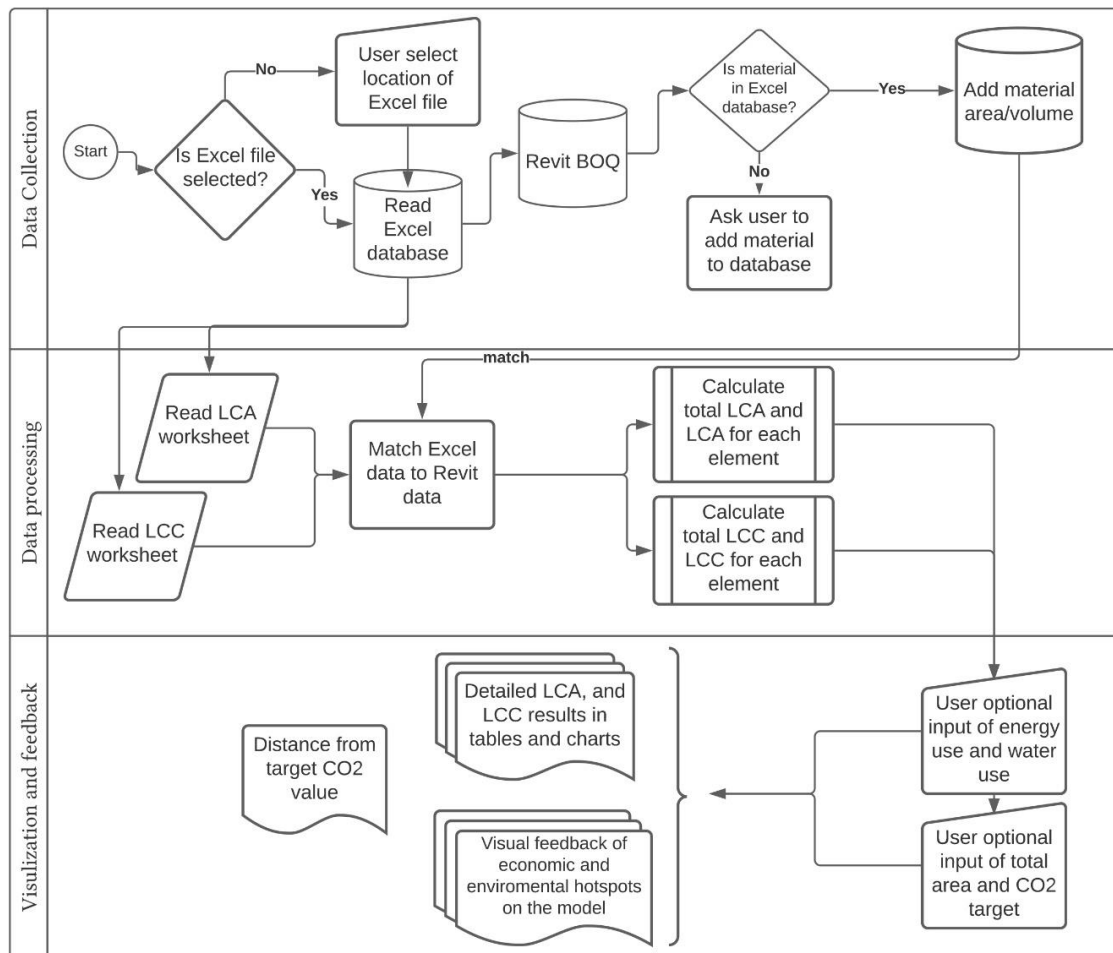 Data Collection
Start
Is Excel file
selected?
No
Yes
User select
location of
Excel file
Read
Excel
database
Revit BOQ
Is material
in Excel
database?
Yes
No
Add material
area/volume
Ask user to
add material
to database
Data processing
match
Read LCA
worksheet
Read LCC
worksheet
Match Excel
data to Revit
data
Calculate
total LCA and
LCA for each
element
Calculate
total LCC and
LCC for each
element
Visulization and feedback
Distance from
target CO2
value
Detailed LCA, and
LCC results in
tables and charts
Visual feedback of
economic and
enviromental hotspots
on the model
User optional
input of energy
use and water
use
User optional
input of total
area and CO2
target